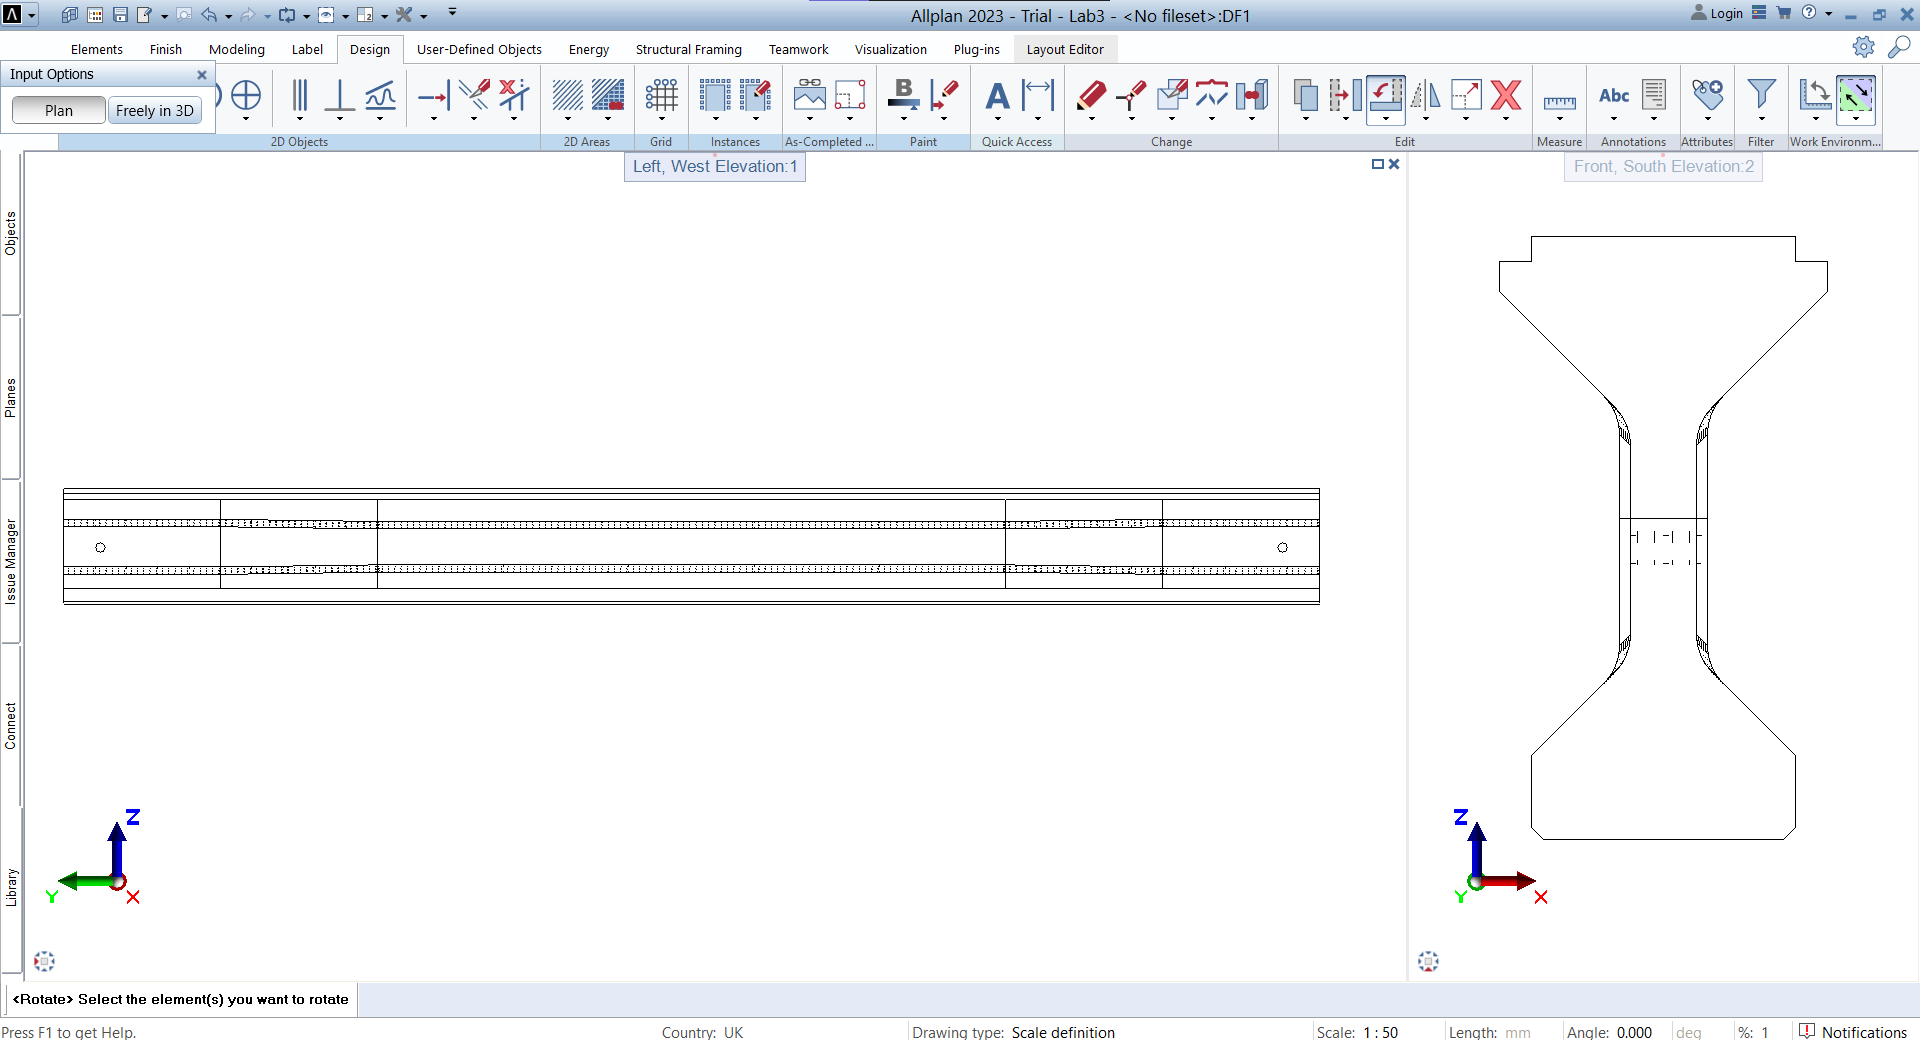 Allplan 2023 - Trial - Lab3 - <No fileset>:DF1
Login
Elements Finish Modeling Label Design User-Defined Objects Energy Structural Framing Teamwork Visualization Plug-ins Layout Editor
Input Options
Plan Freely in 3D
B A Abc
2D Objects 2D Areas Grid Instances As-Completed ... Paint Quick Access Change Edit Measure Annotations Attributes Filter Work Environm...
Left, West Elevation:1
Front, South Elevation:2
Objects
Planes
Issue Manager
Connect
Library
Z
Y
X
Z
Y
X
<Rotate> Select the element(s) you want to rotate
Press F1 to get Help. Country: UK Drawing type: Scale definition Scale: 1 : 50 Length: mm Angle: 0.000 deg %: 1 Notifications